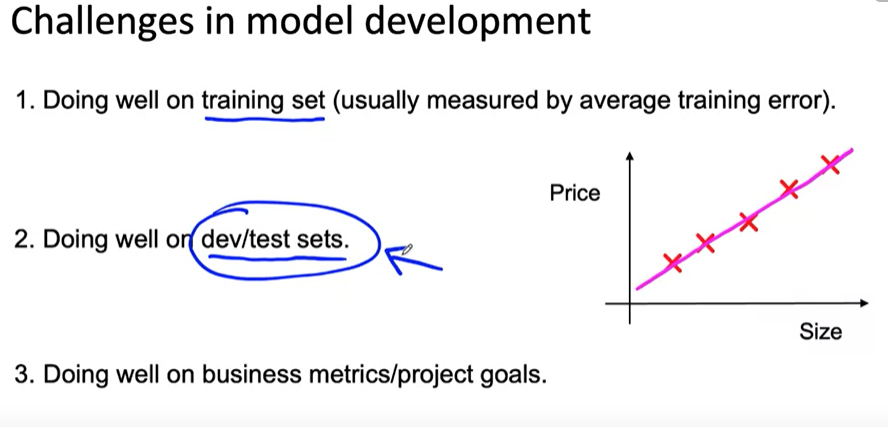 Challenges in model development
1. Doing well on training set (usually measured by average training error).
Price
2. Doing well on dev/test sets.
Size
3. Doing well on business metrics/project goals.